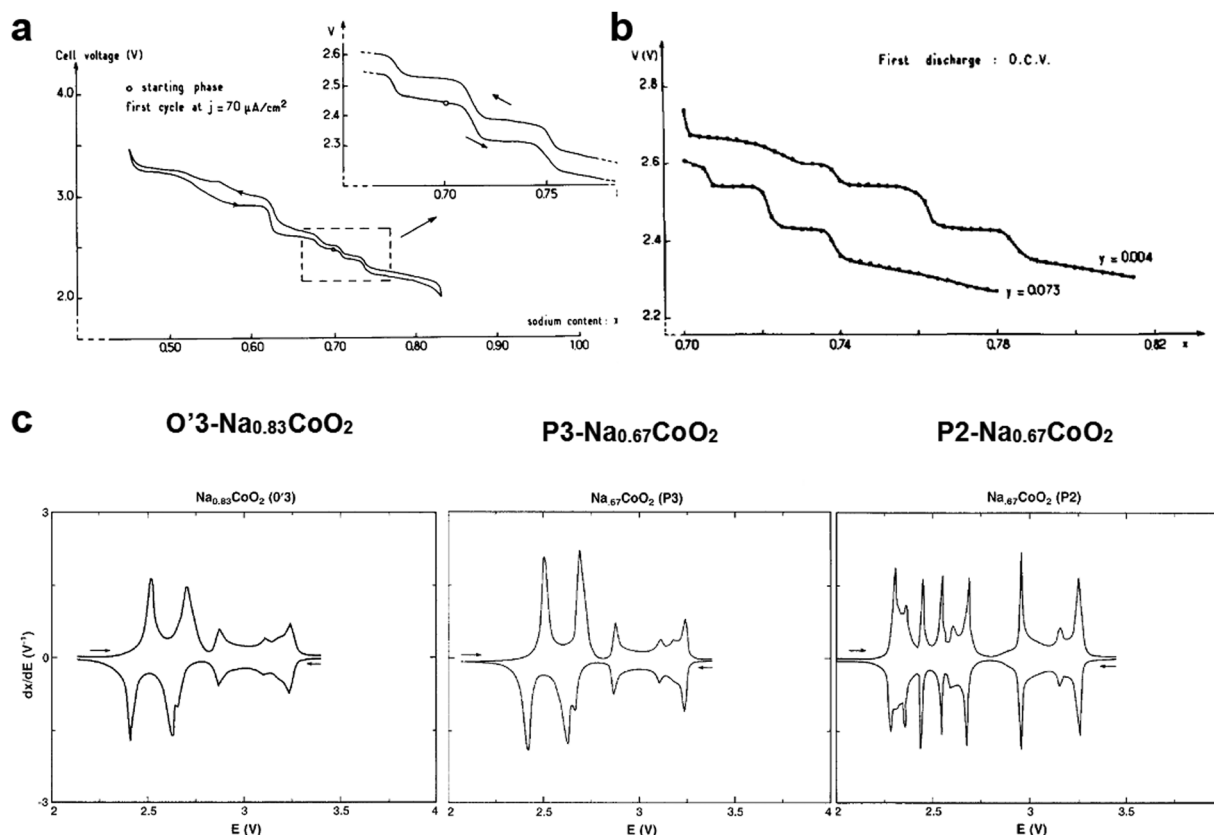 a
Cell voltage (V)
4.0
3.0
2.0
o starting phase
first cycle at j = 70 µA/cm²
V
2.6
2.5
2.4
2.3
0.70
0.75
sodium content :
0.50
0.60
0.70
0.80
0.90
1.00
b
V (V)
First discharge : O.C.V.
2.8
2.6
2.4
2.2
y = 0.004
y = 0.073
0.70
0.74
0.78
0.82
x
c
O'3-Na0.83CoO2
P3-Na0.67CoO2
P2-Na0.67CoO2
Na.83CoO2 (0'3)
Na.67CoO2 (P3)
Na.67CoO2 (P2)
3
0
-3
dx/dE (V⁻¹)
2
2.5
3
3.5
4
E (V)
2
2.5
3
3.5
4
E (V)
2
2.5
3
3.5
4
E (V)